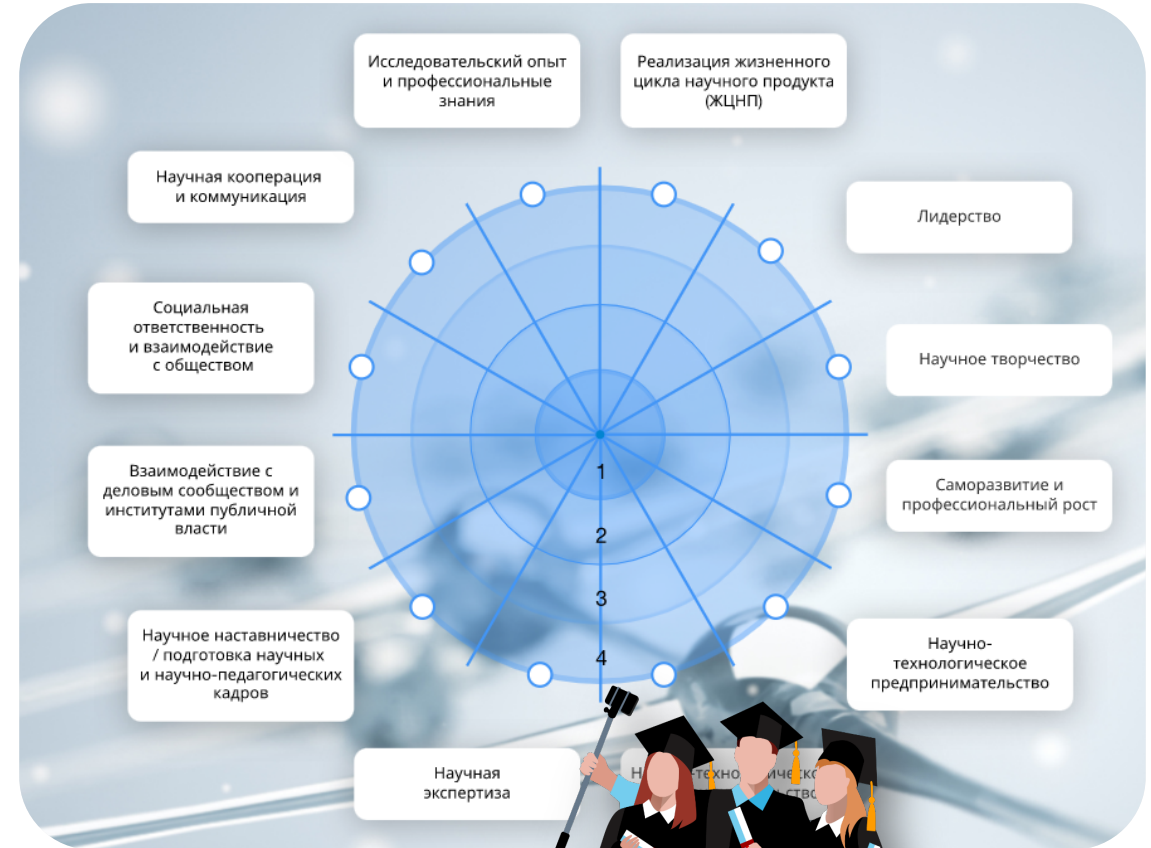 Исследовательский опыт
и профессиональные
знания
Реализация жизненного
цикла научного продукта
(ЖЦНП)
Научная кооперация
и коммуникация
Лидерство
Социальная
ответственность
и взаимодействие
с обществом
Научное творчество
Взаимодействие с
деловым сообществом и
институтами публичной
власти
Саморазвитие и
профессиональный рост
1
2
3
4
Научное наставничество
/ подготовка научных
и научно-педагогических
кадров
Научно-
технологическое
предпринимательство
Научная
экспертиза